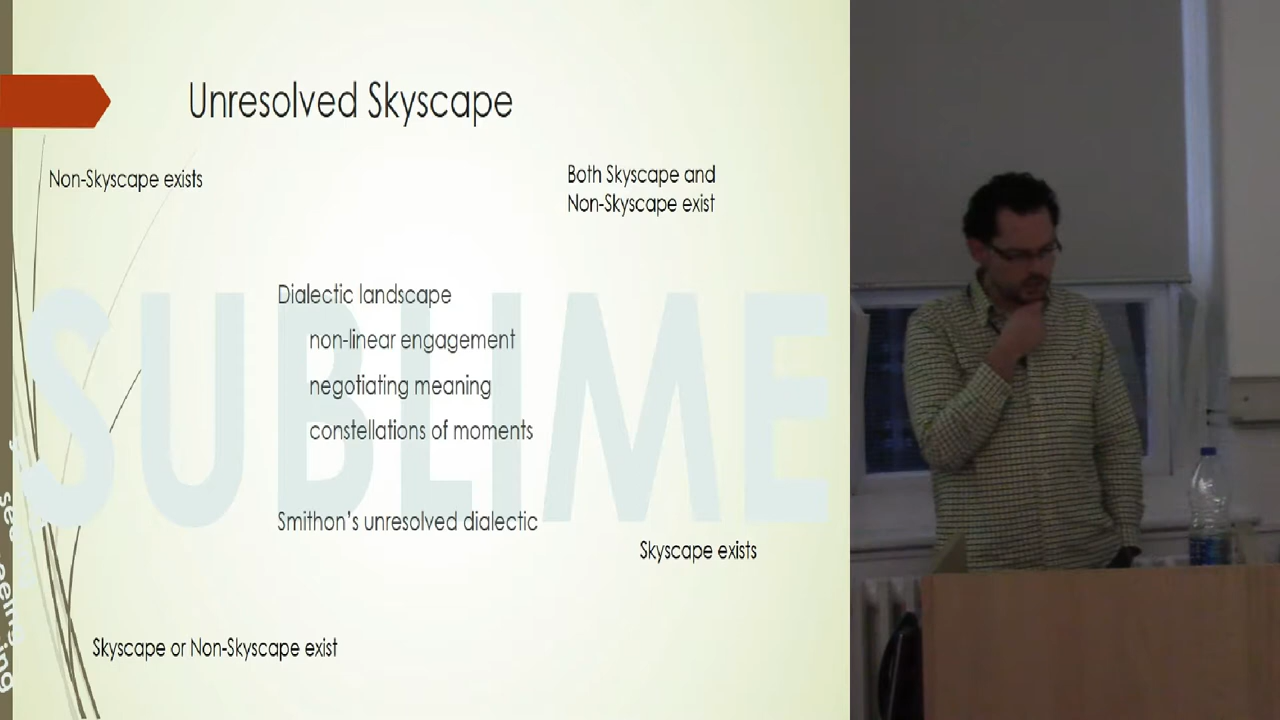 Unresolved Skyscape
Non-Skyscape exists
Both Skyscape and
Non-Skyscape exist
SUBLIME
Dialectic landscape
non-linear engagement
negotiating meaning
constellations of moments
Smithon's unresolved dialectic
Skyscape exists
Skyscape or Non-Skyscape exist